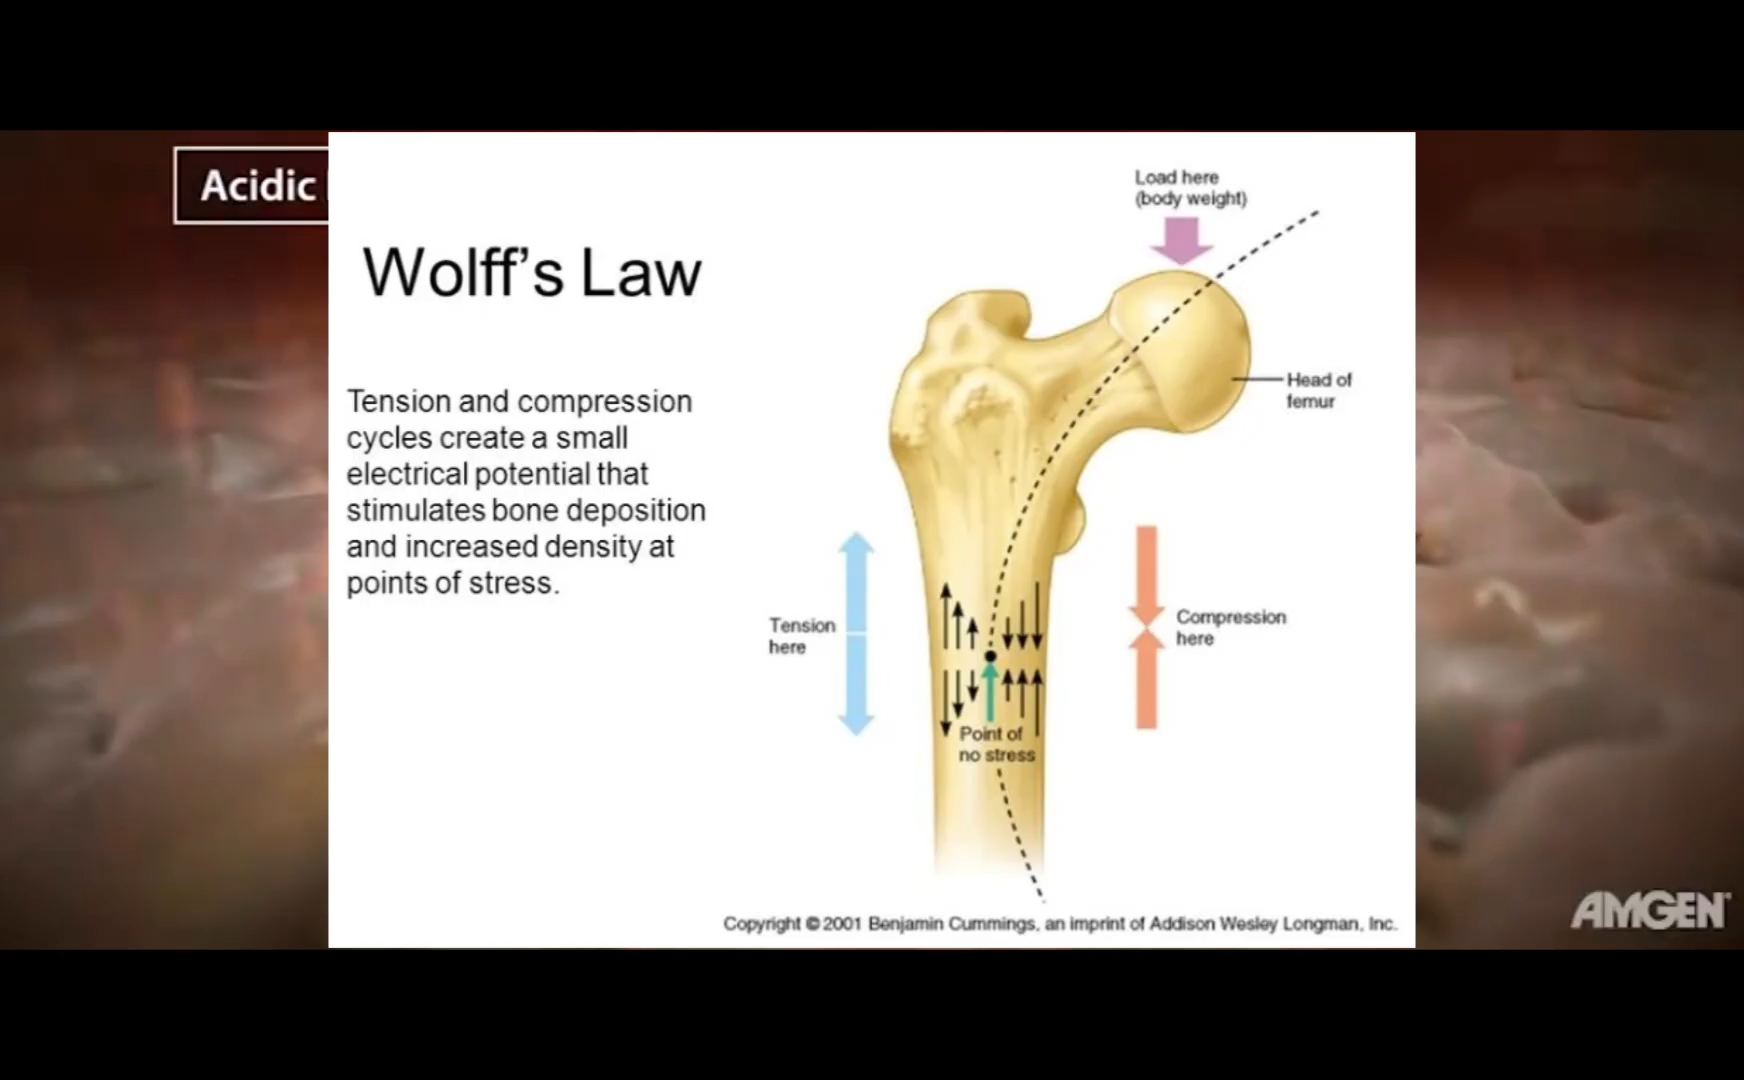 Acidic
Wolff's Law
Tension and compression
cycles create a small
electrical potential that
stimulates bone deposition
and increased density at
points of stress.
Load here
(body weight)
Head of
femur
Tension
here
Compression
here
Point of
no stress
Copyright © 2001 Benjamin Cummings, an imprint of Addison Wesley Longman, Inc.
AMGEN®